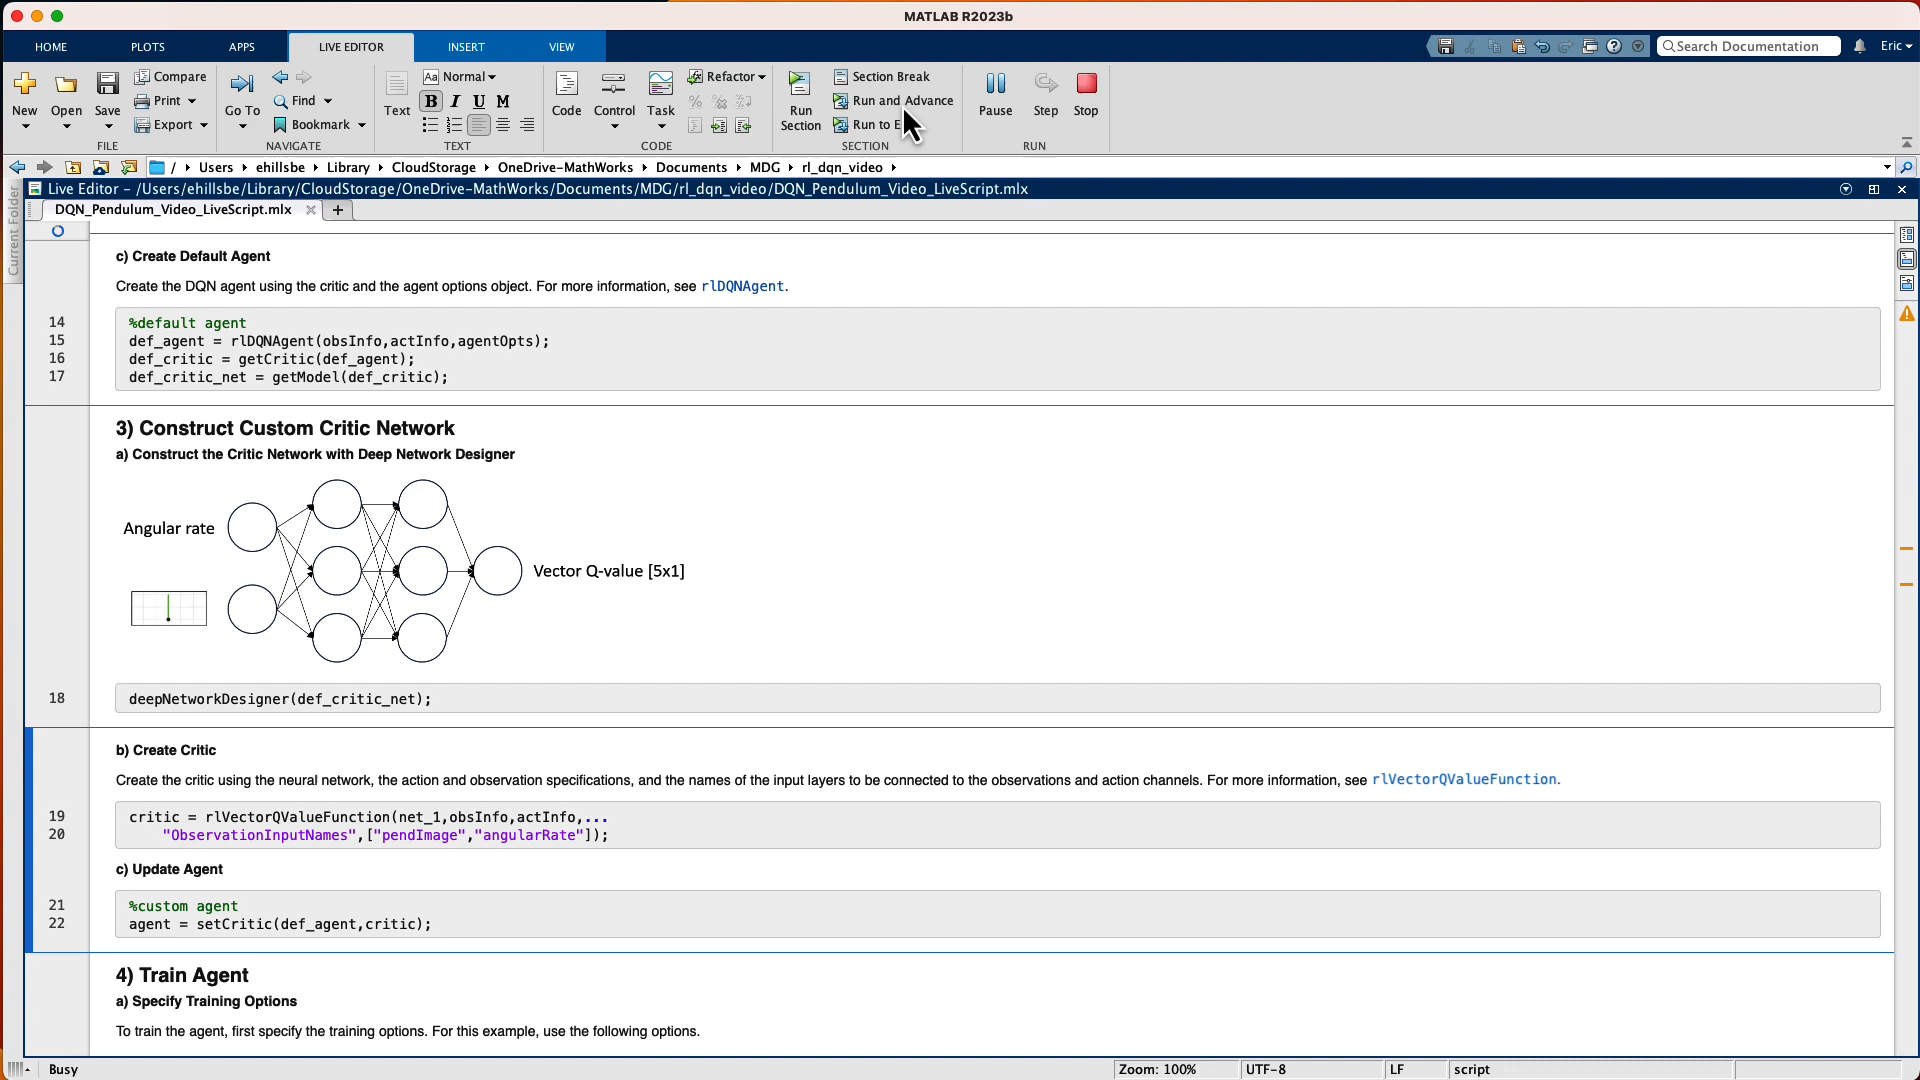 MATLAB R2023b
HOME PLOTS APPS LIVE EDITOR INSERT VIEW Search Documentation Eric
New Open Save Compare Print Export
FILE
Go To Find Bookmark
NAVIGATE
Text Aa Normal B I U M
TEXT
Code Control Task Refactor
CODE
Run Section Section Break Run and Advance Run to E
SECTION
Pause Step Stop
RUN
/ Users ehillsbe Library CloudStorage OneDrive-MathWorks Documents MDG rl_dqn_video
Current Folder
Live Editor - /Users/ehillsbe/Library/CloudStorage/OneDrive-MathWorks/Documents/MDG/rl_dqn_video/DQN_Pendulum_Video_LiveScript.mlx
DQN_Pendulum_Video_LiveScript.mlx
c) Create Default Agent
Create the DQN agent using the critic and the agent options object. For more information, see rlDQNAgent.
14 %default agent
15 def_agent = rlDQNAgent(obsInfo,actInfo,agentOpts);
16 def_critic = getCritic(def_agent);
17 def_critic_net = getModel(def_critic);
3) Construct Custom Critic Network
a) Construct the Critic Network with Deep Network Designer
Angular rate
Vector Q-value [5x1]
18 deepNetworkDesigner(def_critic_net);
b) Create Critic
Create the critic using the neural network, the action and observation specifications, and the names of the input layers to be connected to the observations and action channels. For more information, see rlVectorQValueFunction.
19 critic = rlVectorQValueFunction(net_1,obsInfo,actInfo,...
20 "ObservationInputNames",["pendImage","angularRate"]);
c) Update Agent
21 %custom agent
22 agent = setCritic(def_agent,critic);
4) Train Agent
a) Specify Training Options
To train the agent, first specify the training options. For this example, use the following options.
Busy Zoom: 100% UTF-8 LF script